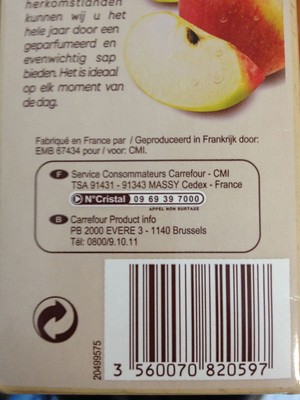 herkomstlanden
kunnen wij u het
hele jaar door een
geparfumeerd en
evenwichtig sap
bieden. Het is ideaal
op elk moment van
de dag.
Fabriqué en France par / Geproduceerd in Frankrijk door:
EMB 67434 pour / voor: CMI.
F Service Consommateurs Carrefour - CMI
TSA 91431 - 91343 MASSY Cedex - France
N°Cristal 09 69 39 7000
APPEL NON SURTAXE
B Carrefour Product info
PB 2000 EVERE 3 - 1140 Brussels
Tél: 0800/9.10.11
20499575
3 560070 820597